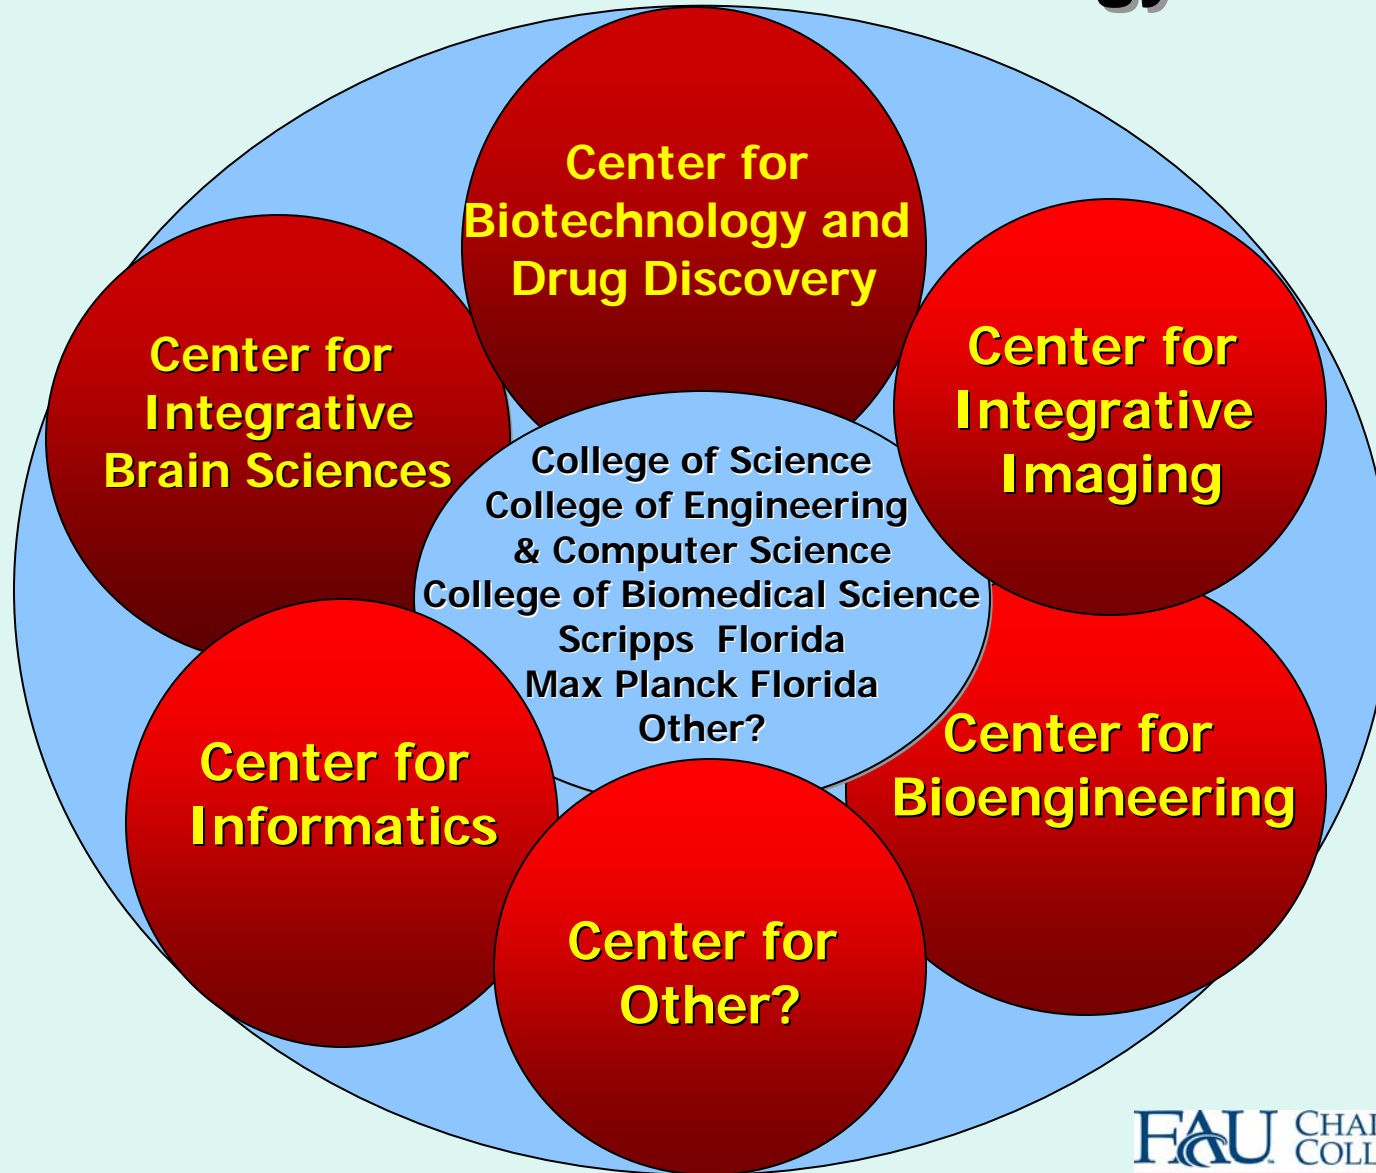 Center for
Biotechnology and
Drug Discovery
Center for
Integrative
Brain Sciences
Center for
Integrative
Imaging
College of Science
College of Engineering
& Computer Science
College of Biomedical Science
Scripps Florida
Max Planck Florida
Other?
Center for
Informatics
Center for
Bioengineering
Center for
Other?
FAU